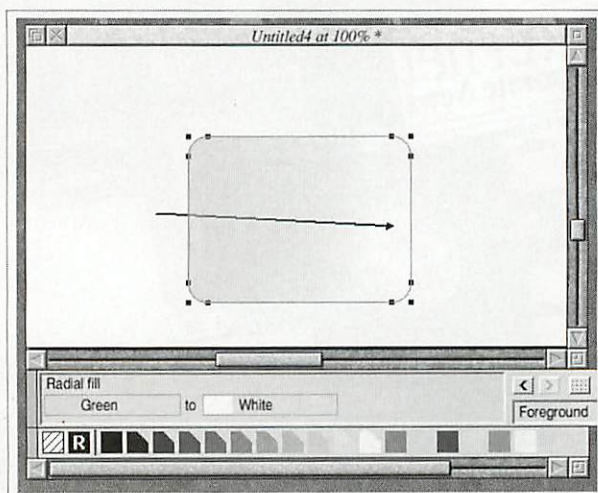 Untitled4 at 100% *
Radial fill
Green to White
Foreground
R